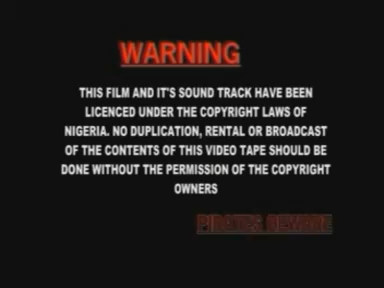 WARNING
THIS FILM AND IT'S SOUND TRACK HAVE BEEN
LICENCED UNDER THE COPYRIGHT LAWS OF
NIGERIA. NO DUPLICATION, RENTAL OR BROADCAST
OF THE CONTENTS OF THIS VIDEO TAPE SHOULD BE
DONE WITHOUT THE PERMISSION OF THE COPYRIGHT
OWNERS
PIRATES BEWARE